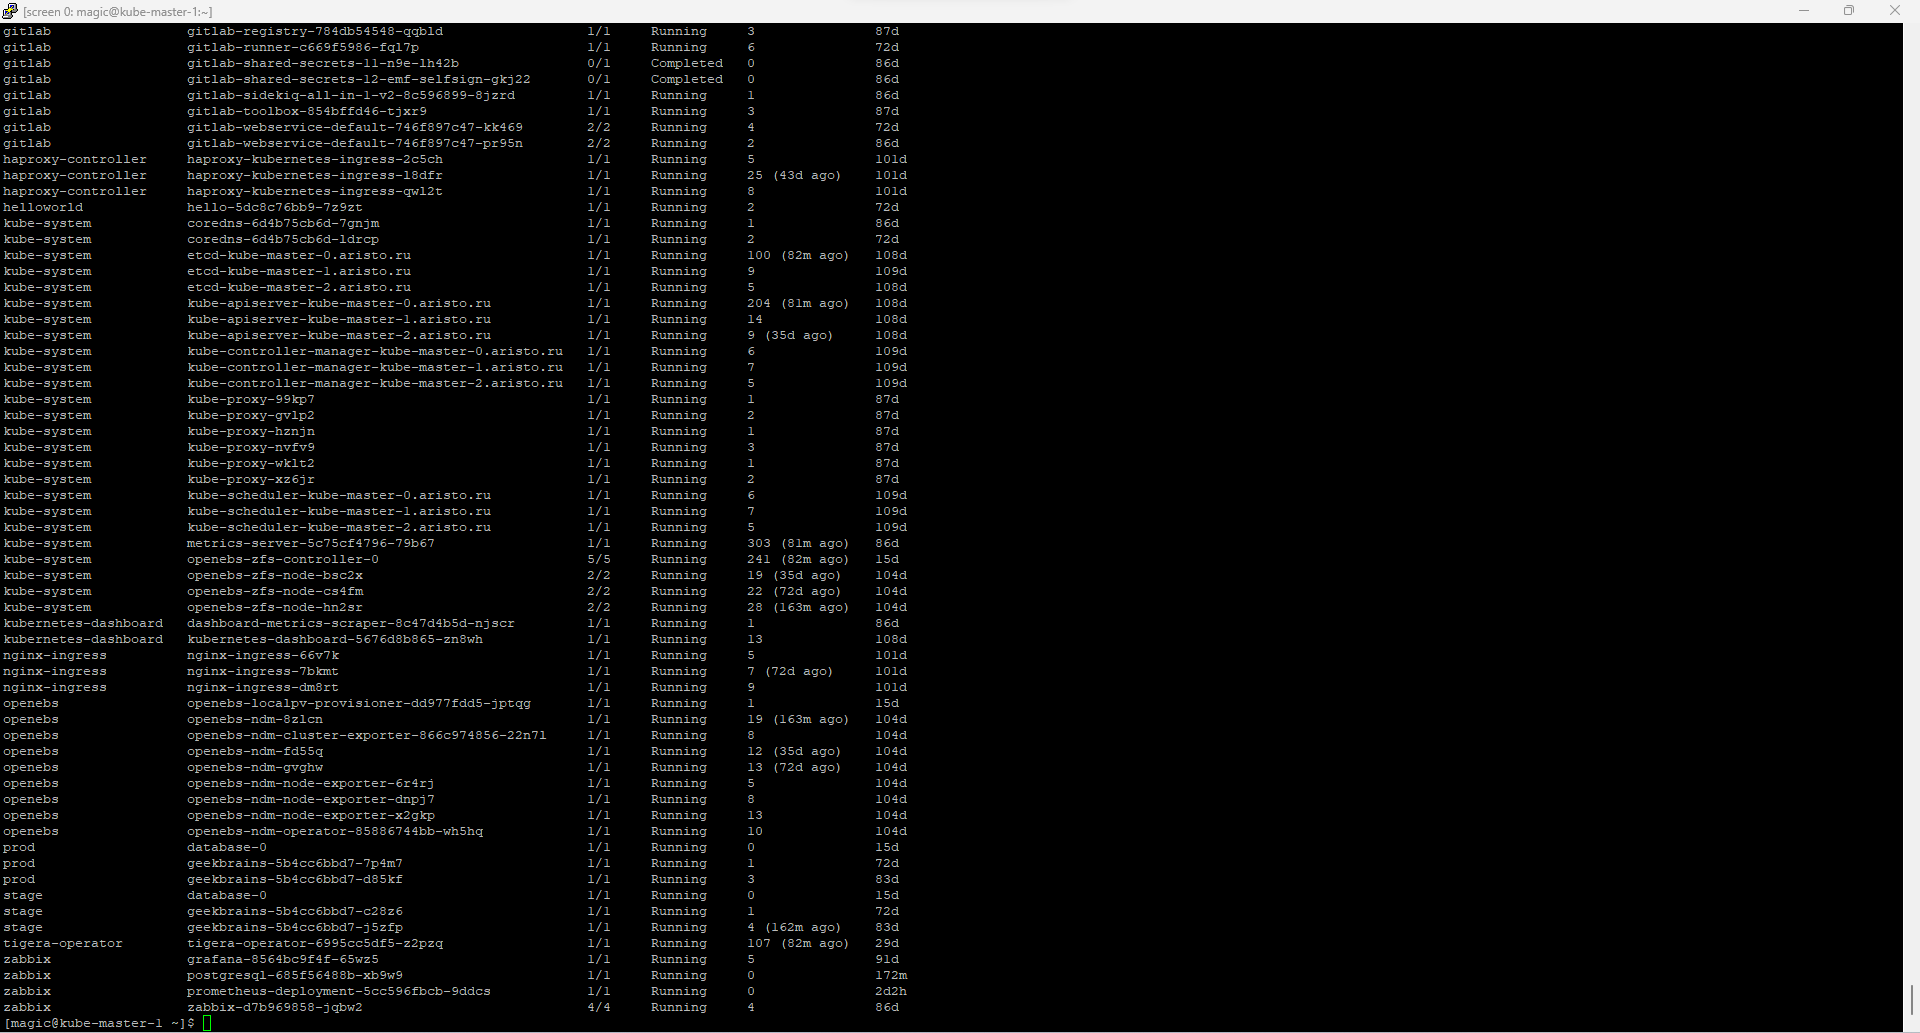 [screen 0: magic@kube-master-1:~]
gitlab gitlab-registry-784db54548-qqbld 1/1 Running 3 87d
gitlab gitlab-runner-c669f5986-fql7p 1/1 Running 6 72d
gitlab gitlab-shared-secrets-11-n9e-lh42b 0/1 Completed 0 86d
gitlab gitlab-shared-secrets-12-emf-selfsign-gkj22 0/1 Completed 0 86d
gitlab gitlab-sidekiq-all-in-1-v2-8c596899-8jzrd 1/1 Running 1 86d
gitlab gitlab-toolbox-854bffd46-tjxr9 1/1 Running 3 87d
gitlab gitlab-webservice-default-746f897c47-kk469 2/2 Running 4 72d
gitlab gitlab-webservice-default-746f897c47-pr95n 2/2 Running 2 86d
haproxy-controller haproxy-kubernetes-ingress-2c5ch 1/1 Running 5 101d
haproxy-controller haproxy-kubernetes-ingress-l8dfr 1/1 Running 25 (43d ago) 101d
haproxy-controller haproxy-kubernetes-ingress-qwl2t 1/1 Running 8 101d
helloworld hello-5dc8c76bb9-7z9zt 1/1 Running 2 72d
kube-system coredns-6d4b75cb6d-7gnjm 1/1 Running 1 86d
kube-system coredns-6d4b75cb6d-ldrcp 1/1 Running 2 72d
kube-system etcd-kube-master-0.aristo.ru 1/1 Running 100 (82m ago) 108d
kube-system etcd-kube-master-1.aristo.ru 1/1 Running 9 109d
kube-system etcd-kube-master-2.aristo.ru 1/1 Running 5 108d
kube-system kube-apiserver-kube-master-0.aristo.ru 1/1 Running 204 (81m ago) 108d
kube-system kube-apiserver-kube-master-1.aristo.ru 1/1 Running 14 108d
kube-system kube-apiserver-kube-master-2.aristo.ru 1/1 Running 9 (35d ago) 108d
kube-system kube-controller-manager-kube-master-0.aristo.ru 1/1 Running 6 109d
kube-system kube-controller-manager-kube-master-1.aristo.ru 1/1 Running 7 109d
kube-system kube-controller-manager-kube-master-2.aristo.ru 1/1 Running 5 109d
kube-system kube-proxy-99kp7 1/1 Running 1 87d
kube-system kube-proxy-gvlp2 1/1 Running 2 87d
kube-system kube-proxy-hznjn 1/1 Running 1 87d
kube-system kube-proxy-nvfv9 1/1 Running 3 87d
kube-system kube-proxy-wklt2 1/1 Running 1 87d
kube-system kube-proxy-xz6jr 1/1 Running 2 87d
kube-system kube-scheduler-kube-master-0.aristo.ru 1/1 Running 6 109d
kube-system kube-scheduler-kube-master-1.aristo.ru 1/1 Running 7 109d
kube-system kube-scheduler-kube-master-2.aristo.ru 1/1 Running 5 109d
kube-system metrics-server-5c75cf4796-79b67 1/1 Running 303 (81m ago) 86d
kube-system openebs-zfs-controller-0 5/5 Running 241 (82m ago) 15d
kube-system openebs-zfs-node-bsc2x 2/2 Running 19 (35d ago) 104d
kube-system openebs-zfs-node-cs4fm 2/2 Running 22 (72d ago) 104d
kube-system openebs-zfs-node-hn2sr 2/2 Running 28 (163m ago) 104d
kubernetes-dashboard dashboard-metrics-scraper-8c47d4b5d-njscr 1/1 Running 1 86d
kubernetes-dashboard kubernetes-dashboard-5676d8b865-zn8wh 1/1 Running 13 108d
nginx-ingress nginx-ingress-66v7k 1/1 Running 5 101d
nginx-ingress nginx-ingress-7bkmt 1/1 Running 7 (72d ago) 101d
nginx-ingress nginx-ingress-dm8rt 1/1 Running 9 101d
openebs openebs-localpv-provisioner-dd977fdd5-jptqg 1/1 Running 1 15d
openebs openebs-ndm-8zlcn 1/1 Running 19 (163m ago) 104d
openebs openebs-ndm-cluster-exporter-866c974856-22n7l 1/1 Running 8 104d
openebs openebs-ndm-fd55q 1/1 Running 12 (35d ago) 104d
openebs openebs-ndm-gvghw 1/1 Running 13 (72d ago) 104d
openebs openebs-ndm-node-exporter-6r4rj 1/1 Running 5 104d
openebs openebs-ndm-node-exporter-dnpj7 1/1 Running 8 104d
openebs openebs-ndm-node-exporter-x2gkp 1/1 Running 13 104d
openebs openebs-ndm-operator-85886744bb-wh5hq 1/1 Running 10 104d
prod database-0 1/1 Running 0 15d
prod geekbrains-5b4cc6bbd7-7p4m7 1/1 Running 1 72d
prod geekbrains-5b4cc6bbd7-d85kf 1/1 Running 3 83d
stage database-0 1/1 Running 0 15d
stage geekbrains-5b4cc6bbd7-c28z6 1/1 Running 1 72d
stage geekbrains-5b4cc6bbd7-j5zfp 1/1 Running 4 (162m ago) 83d
tigera-operator tigera-operator-6995cc5df5-z2pzq 1/1 Running 107 (82m ago) 29d
zabbix grafana-8564bc9f4f-65wz5 1/1 Running 5 91d
zabbix postgresql-685f56488b-xb9w9 1/1 Running 0 172m
zabbix prometheus-deployment-5cc596fbcb-9ddcs 1/1 Running 0 2d2h
zabbix zabbix-d7b969858-jqbw2 4/4 Running 4 86d
[magic@kube-master-1 ~]$